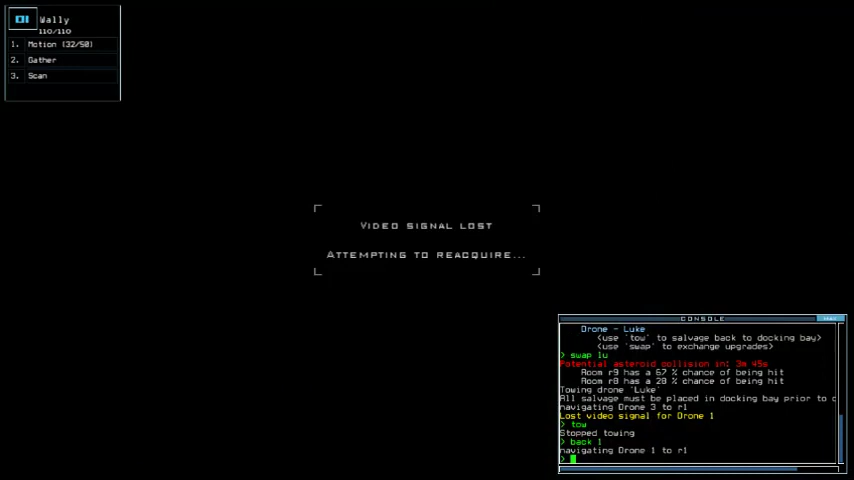 01 Wally
110/110
1. Motion (32/50)
2. Gather
3. Scan
VIDEO SIGNAL LOST
ATTEMPTING TO REACQUIRE...
CONSOLE
Drone - Luke
<use 'tow' to salvage back to docking bay>
<use 'swap' to exchange upgrades>
> swap lu
Potential asteroid collision in: 3m 45s
Room r9 has a 67 % chance of being hit
Room r8 has a 28 % chance of being hit
Towing drone 'Luke'
All salvage must be placed in docking bay prior to
navigating Drone 3 to r1
Lost video signal for Drone 1
> tow
Stopped towing
> back 1
navigating Drone 1 to r1
>